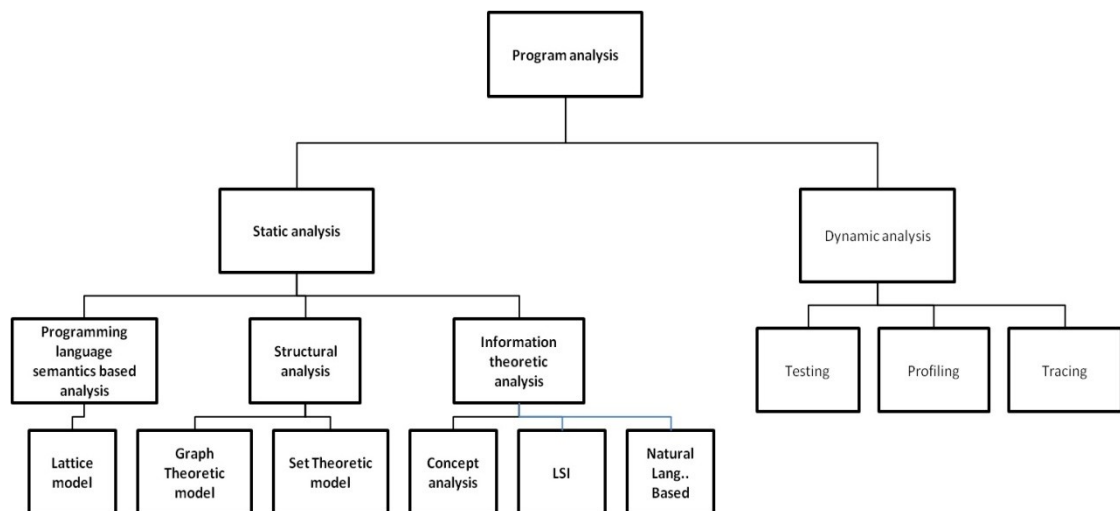 Program analysis
Static analysis
Dynamic analysis
Programming
language
semantics based
analysis
Structural
analysis
Information
theoretic
analysis
Testing
Profiling
Tracing
Lattice
model
Graph
Theoretic
model
Set Theoretic
model
Concept
analysis
LSI
Natural
Lang..
Based